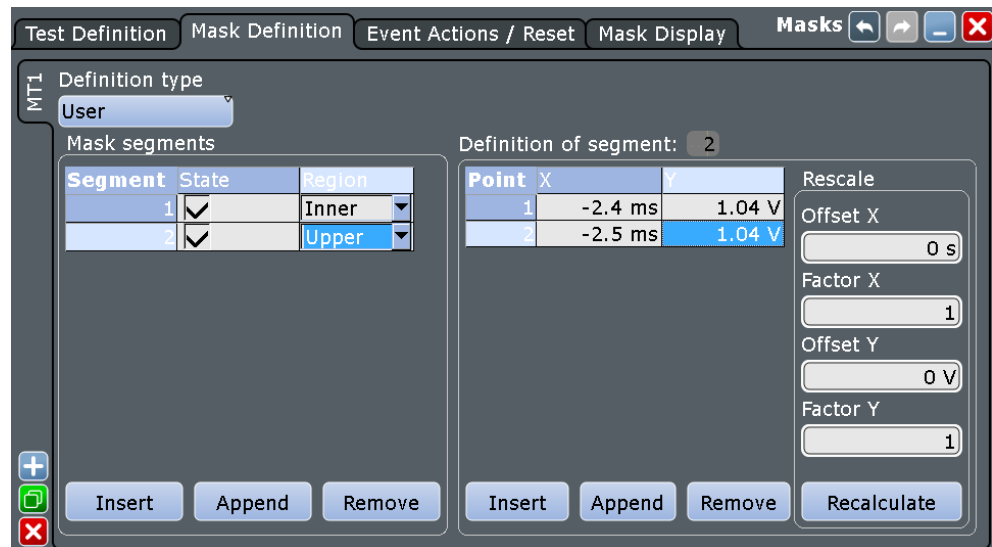 Test Definition Mask Definition Event Actions / Reset Mask Display Masks
MT1
Definition type
User
Mask segments
Definition of segment: 2
Segment State Region
1 Inner
2 Upper
Point X Y
1 -2.4 ms 1.04 V
2 -2.5 ms 1.04 V
Rescale
Offset X
0 s
Factor X
1
Offset Y
0 V
Factor Y
1
Insert Append Remove
Insert Append Remove
Recalculate